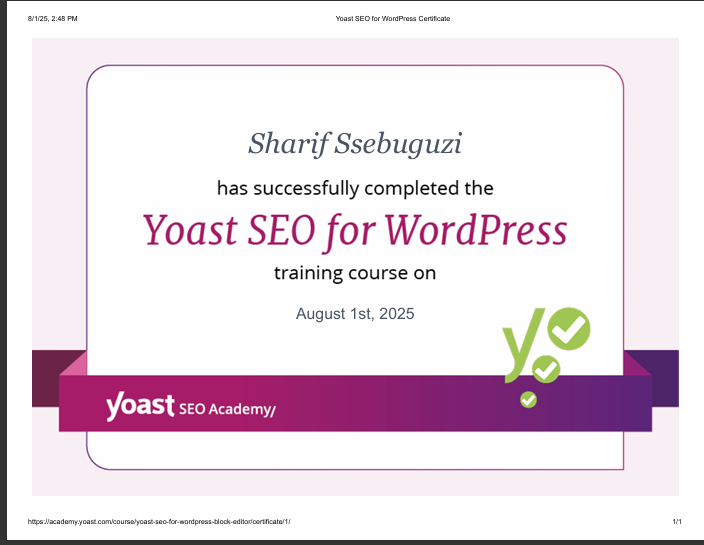 8/1/25, 2:48 PM
Yoast SEO for WordPress Certificate
Sharif Ssebuguzi
has successfully completed the
Yoast SEO for WordPress
training course on
August 1st, 2025
yo
yoast SEO Academy/
https://academy.yoast.com/course/yoast-seo-for-wordpress-block-editor/certificate/1/
1/1